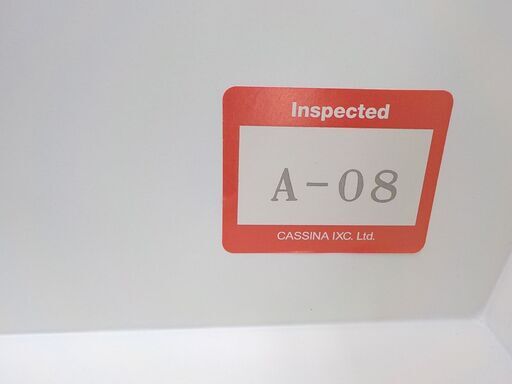 Inspected
A-08
CASSINA IXC. Ltd.